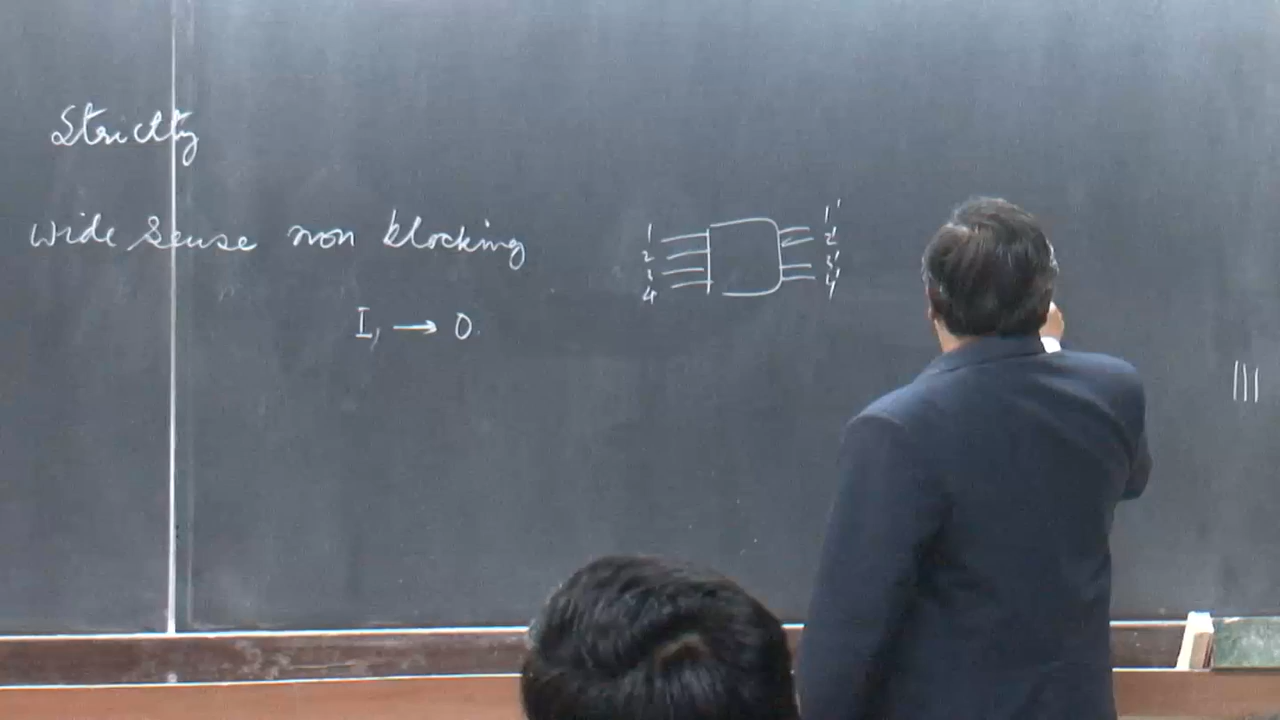 Strictly
wide sense non blocking
I, → O.
1 1'
2 2'
3 3'
4 4'
|||